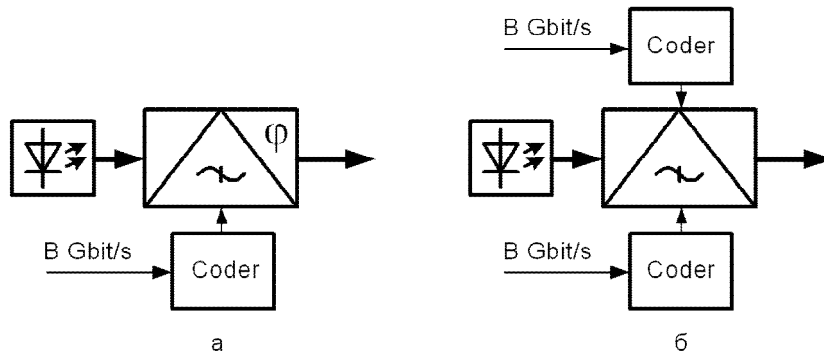 B Gbit/s
Coder
φ
B Gbit/s
Coder
B Gbit/s
Coder
а
б